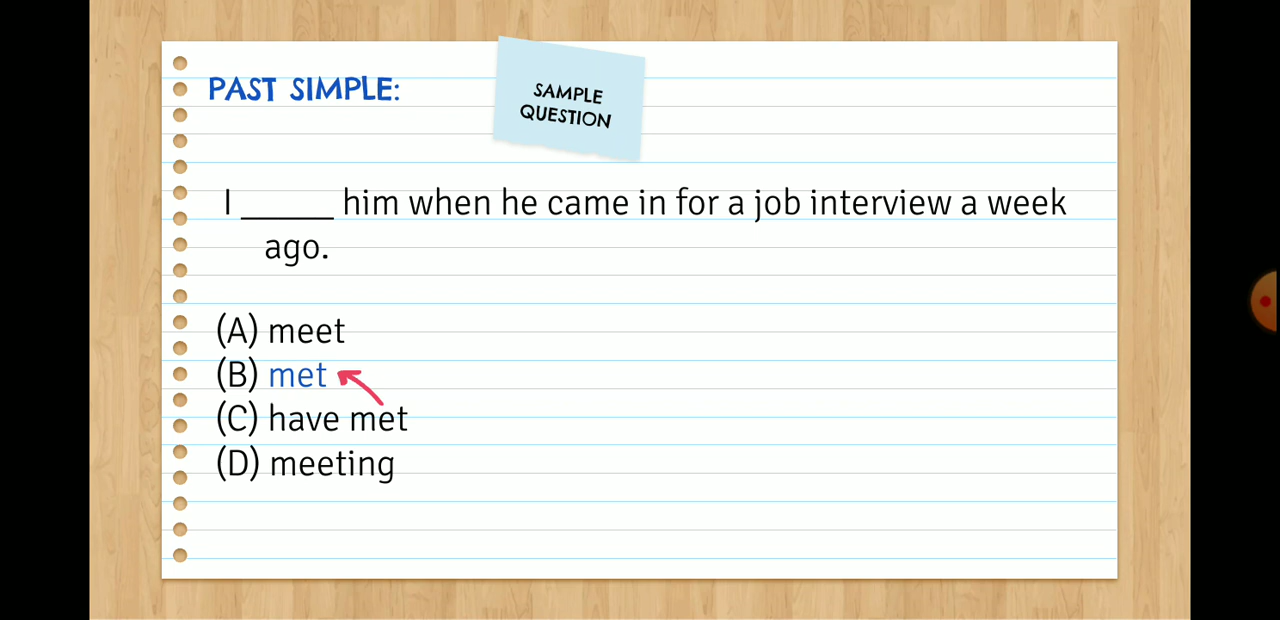 PAST SIMPLE:
SAMPLE
QUESTION
I _____ him when he came in for a job interview a week
ago.
(A) meet
(B) met
(C) have met
(D) meeting